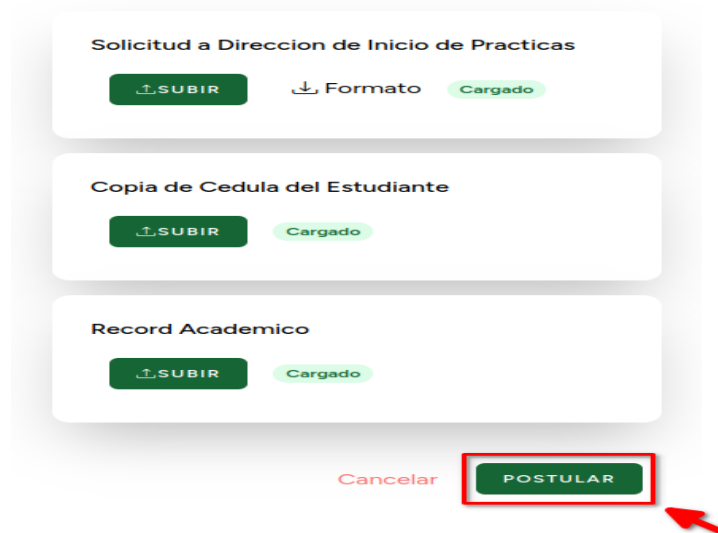 Solicitud a Direccion de Inicio de Practicas
SUBIR Formato Cargado
Copia de Cedula del Estudiante
SUBIR Cargado
Record Academico
SUBIR Cargado
Cancelar POSTULAR